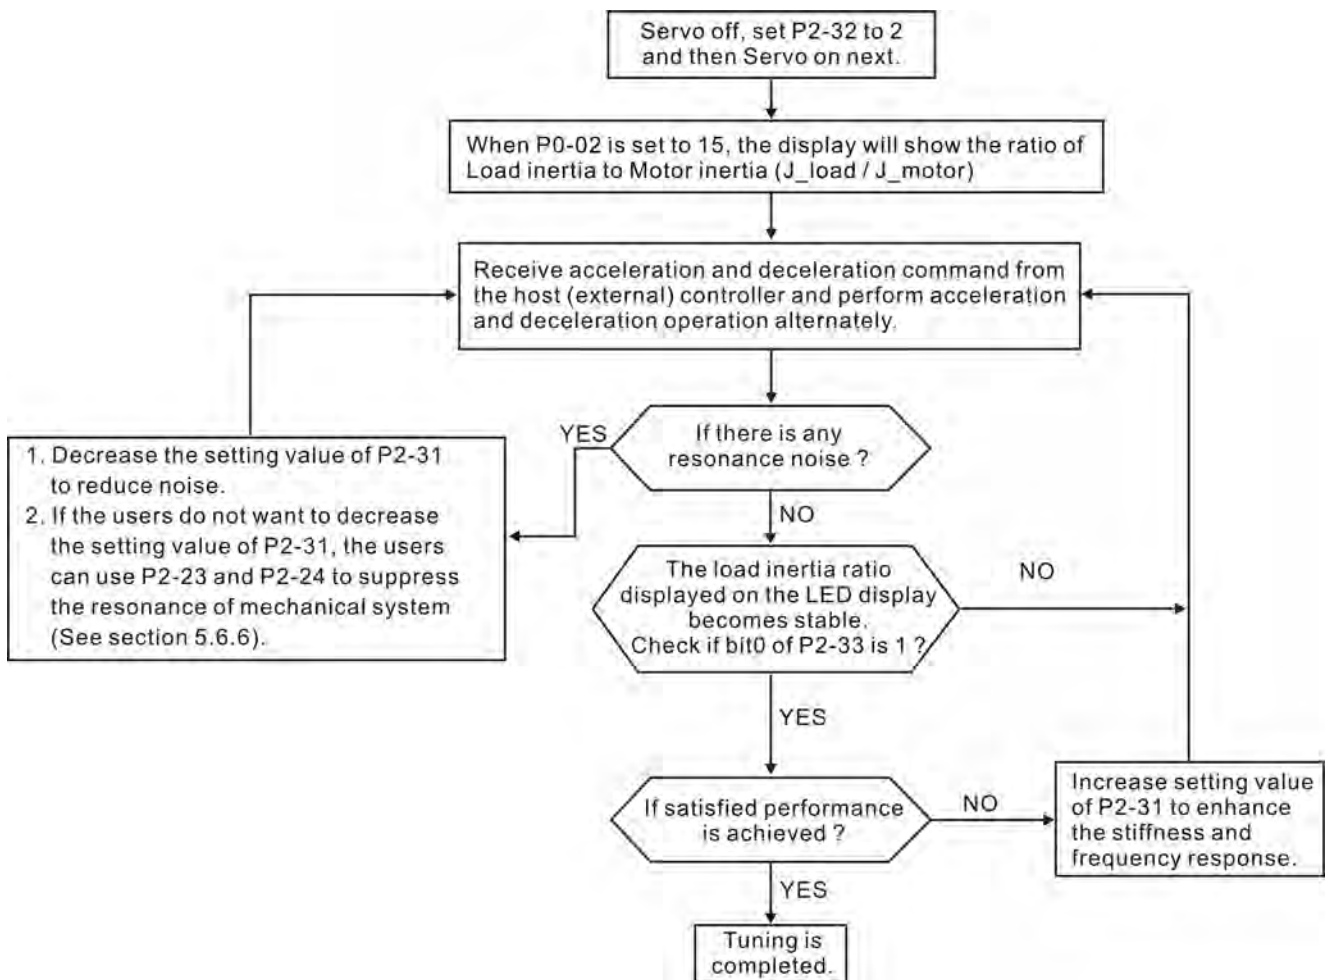 Servo off, set P2-32 to 2
and then Servo on next.
When P0-02 is set to 15, the display will show the ratio of
Load inertia to Motor inertia (J_load / J_motor)
Receive acceleration and deceleration command from
the host (external) controller and perform acceleration
and deceleration operation alternately.
If there is any
resonance noise ?
YES
1. Decrease the setting value of P2-31
to reduce noise.
2. If the users do not want to decrease
the setting value of P2-31, the users
can use P2-23 and P2-24 to suppress
the resonance of mechanical system
(See section 5.6.6).
NO
The load inertia ratio
displayed on the LED display
becomes stable.
Check if bit0 of P2-33 is 1 ?
NO
YES
If satisfied performance
is achieved ?
NO
Increase setting value
of P2-31 to enhance
the stiffness and
frequency response.
YES
Tuning is
completed.